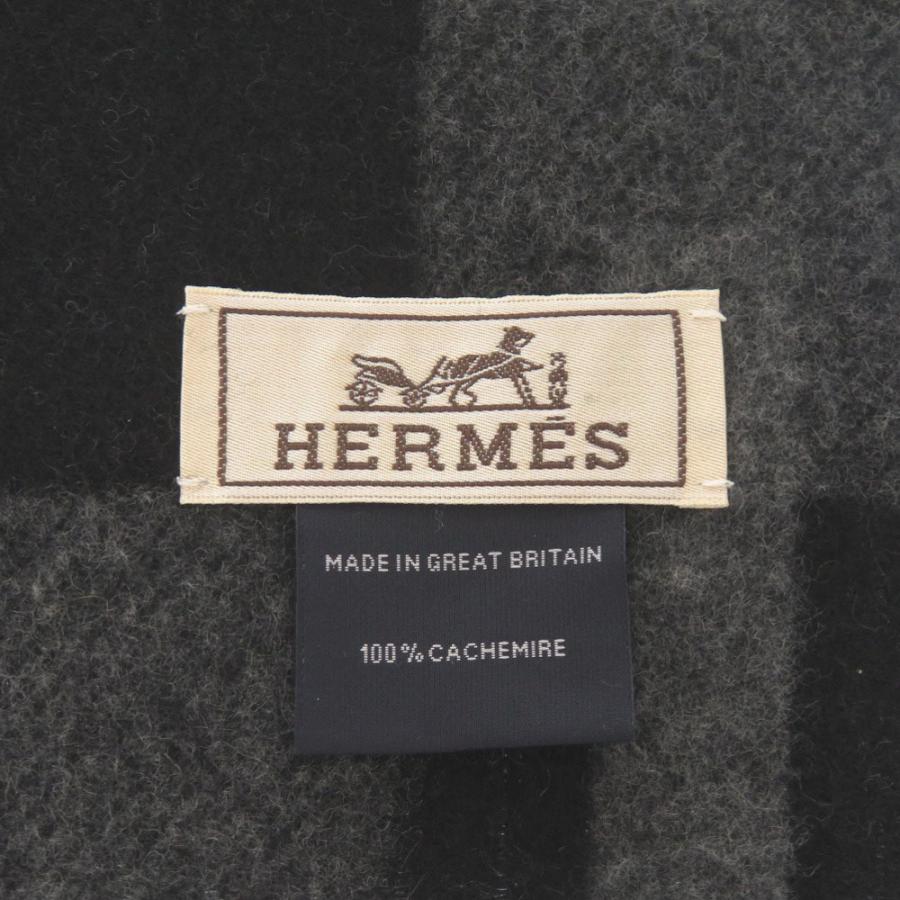 HERMÈS
MADE IN GREAT BRITAIN
100% CACHEMIRE